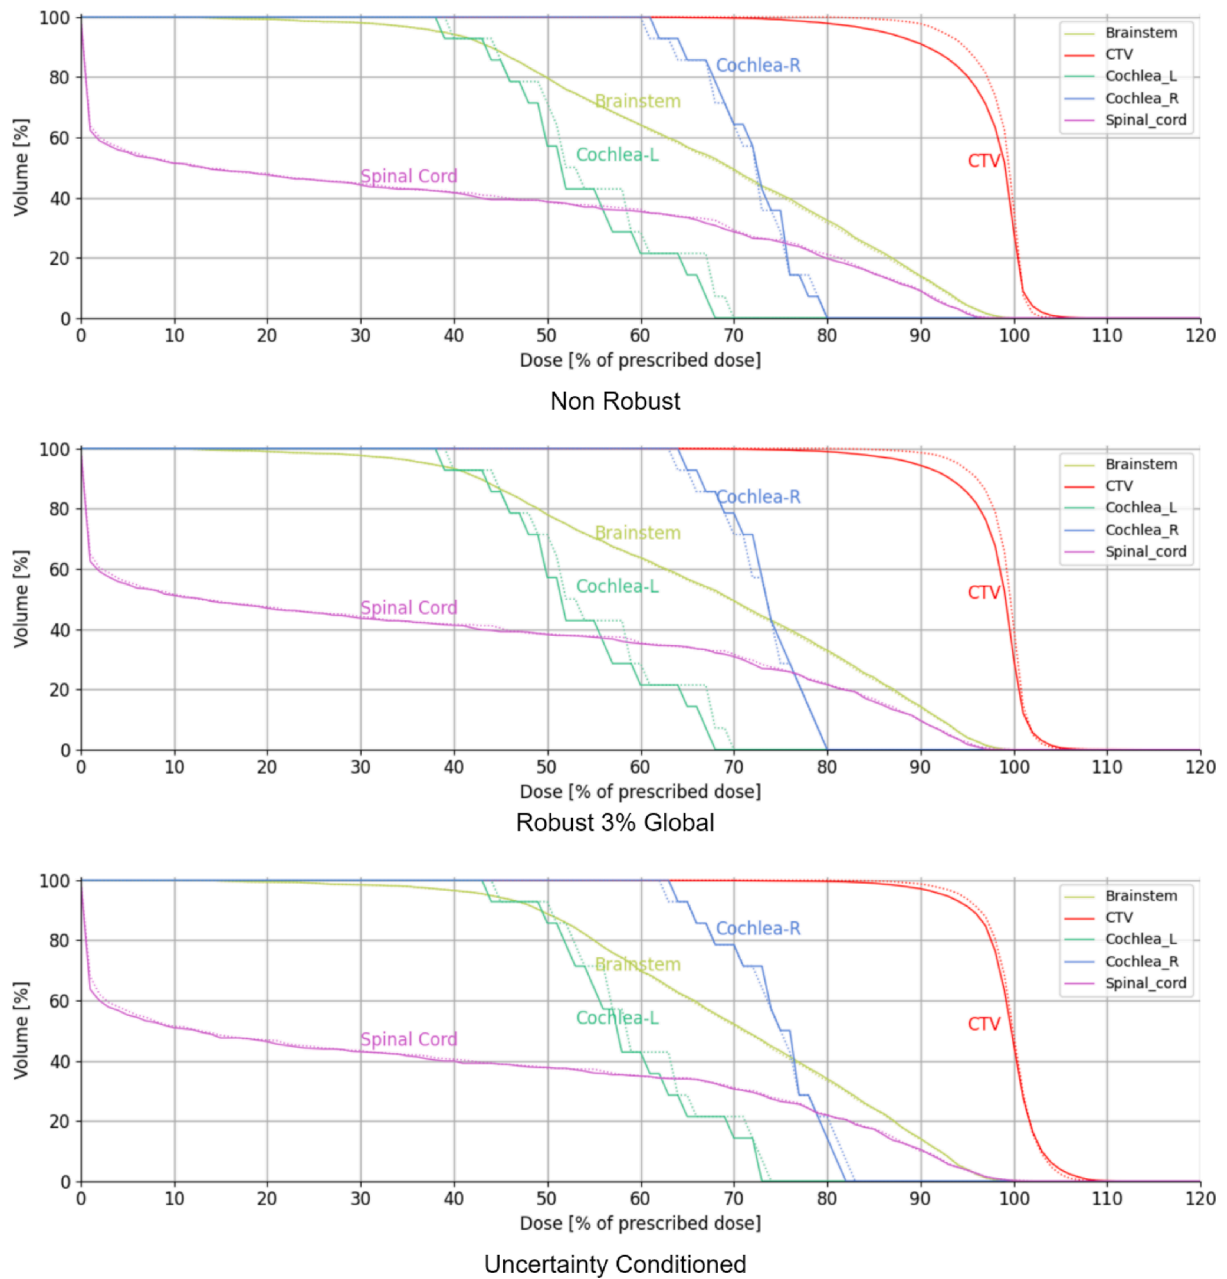 100
80
60
40
20
0
Volume [%]
Brainstem
CTV
Cochlea_L
Cochlea_R
Spinal_cord
Cochlea-R
Brainstem
Cochlea-L
CTV
Spinal Cord
0 10 20 30 40 50 60 70 80 90 100 110 120
Dose [% of prescribed dose]
Non Robust
100
80
60
40
20
0
Volume [%]
Brainstem
CTV
Cochlea_L
Cochlea_R
Spinal_cord
Cochlea-R
Brainstem
Cochlea-L
CTV
Spinal Cord
0 10 20 30 40 50 60 70 80 90 100 110 120
Dose [% of prescribed dose]
Robust 3% Global
100
80
60
40
20
0
Volume [%]
Brainstem
CTV
Cochlea_L
Cochlea_R
Spinal_cord
Cochlea-R
Brainstem
Cochlea-L
CTV
Spinal Cord
0 10 20 30 40 50 60 70 80 90 100 110 120
Dose [% of prescribed dose]
Uncertainty Conditioned